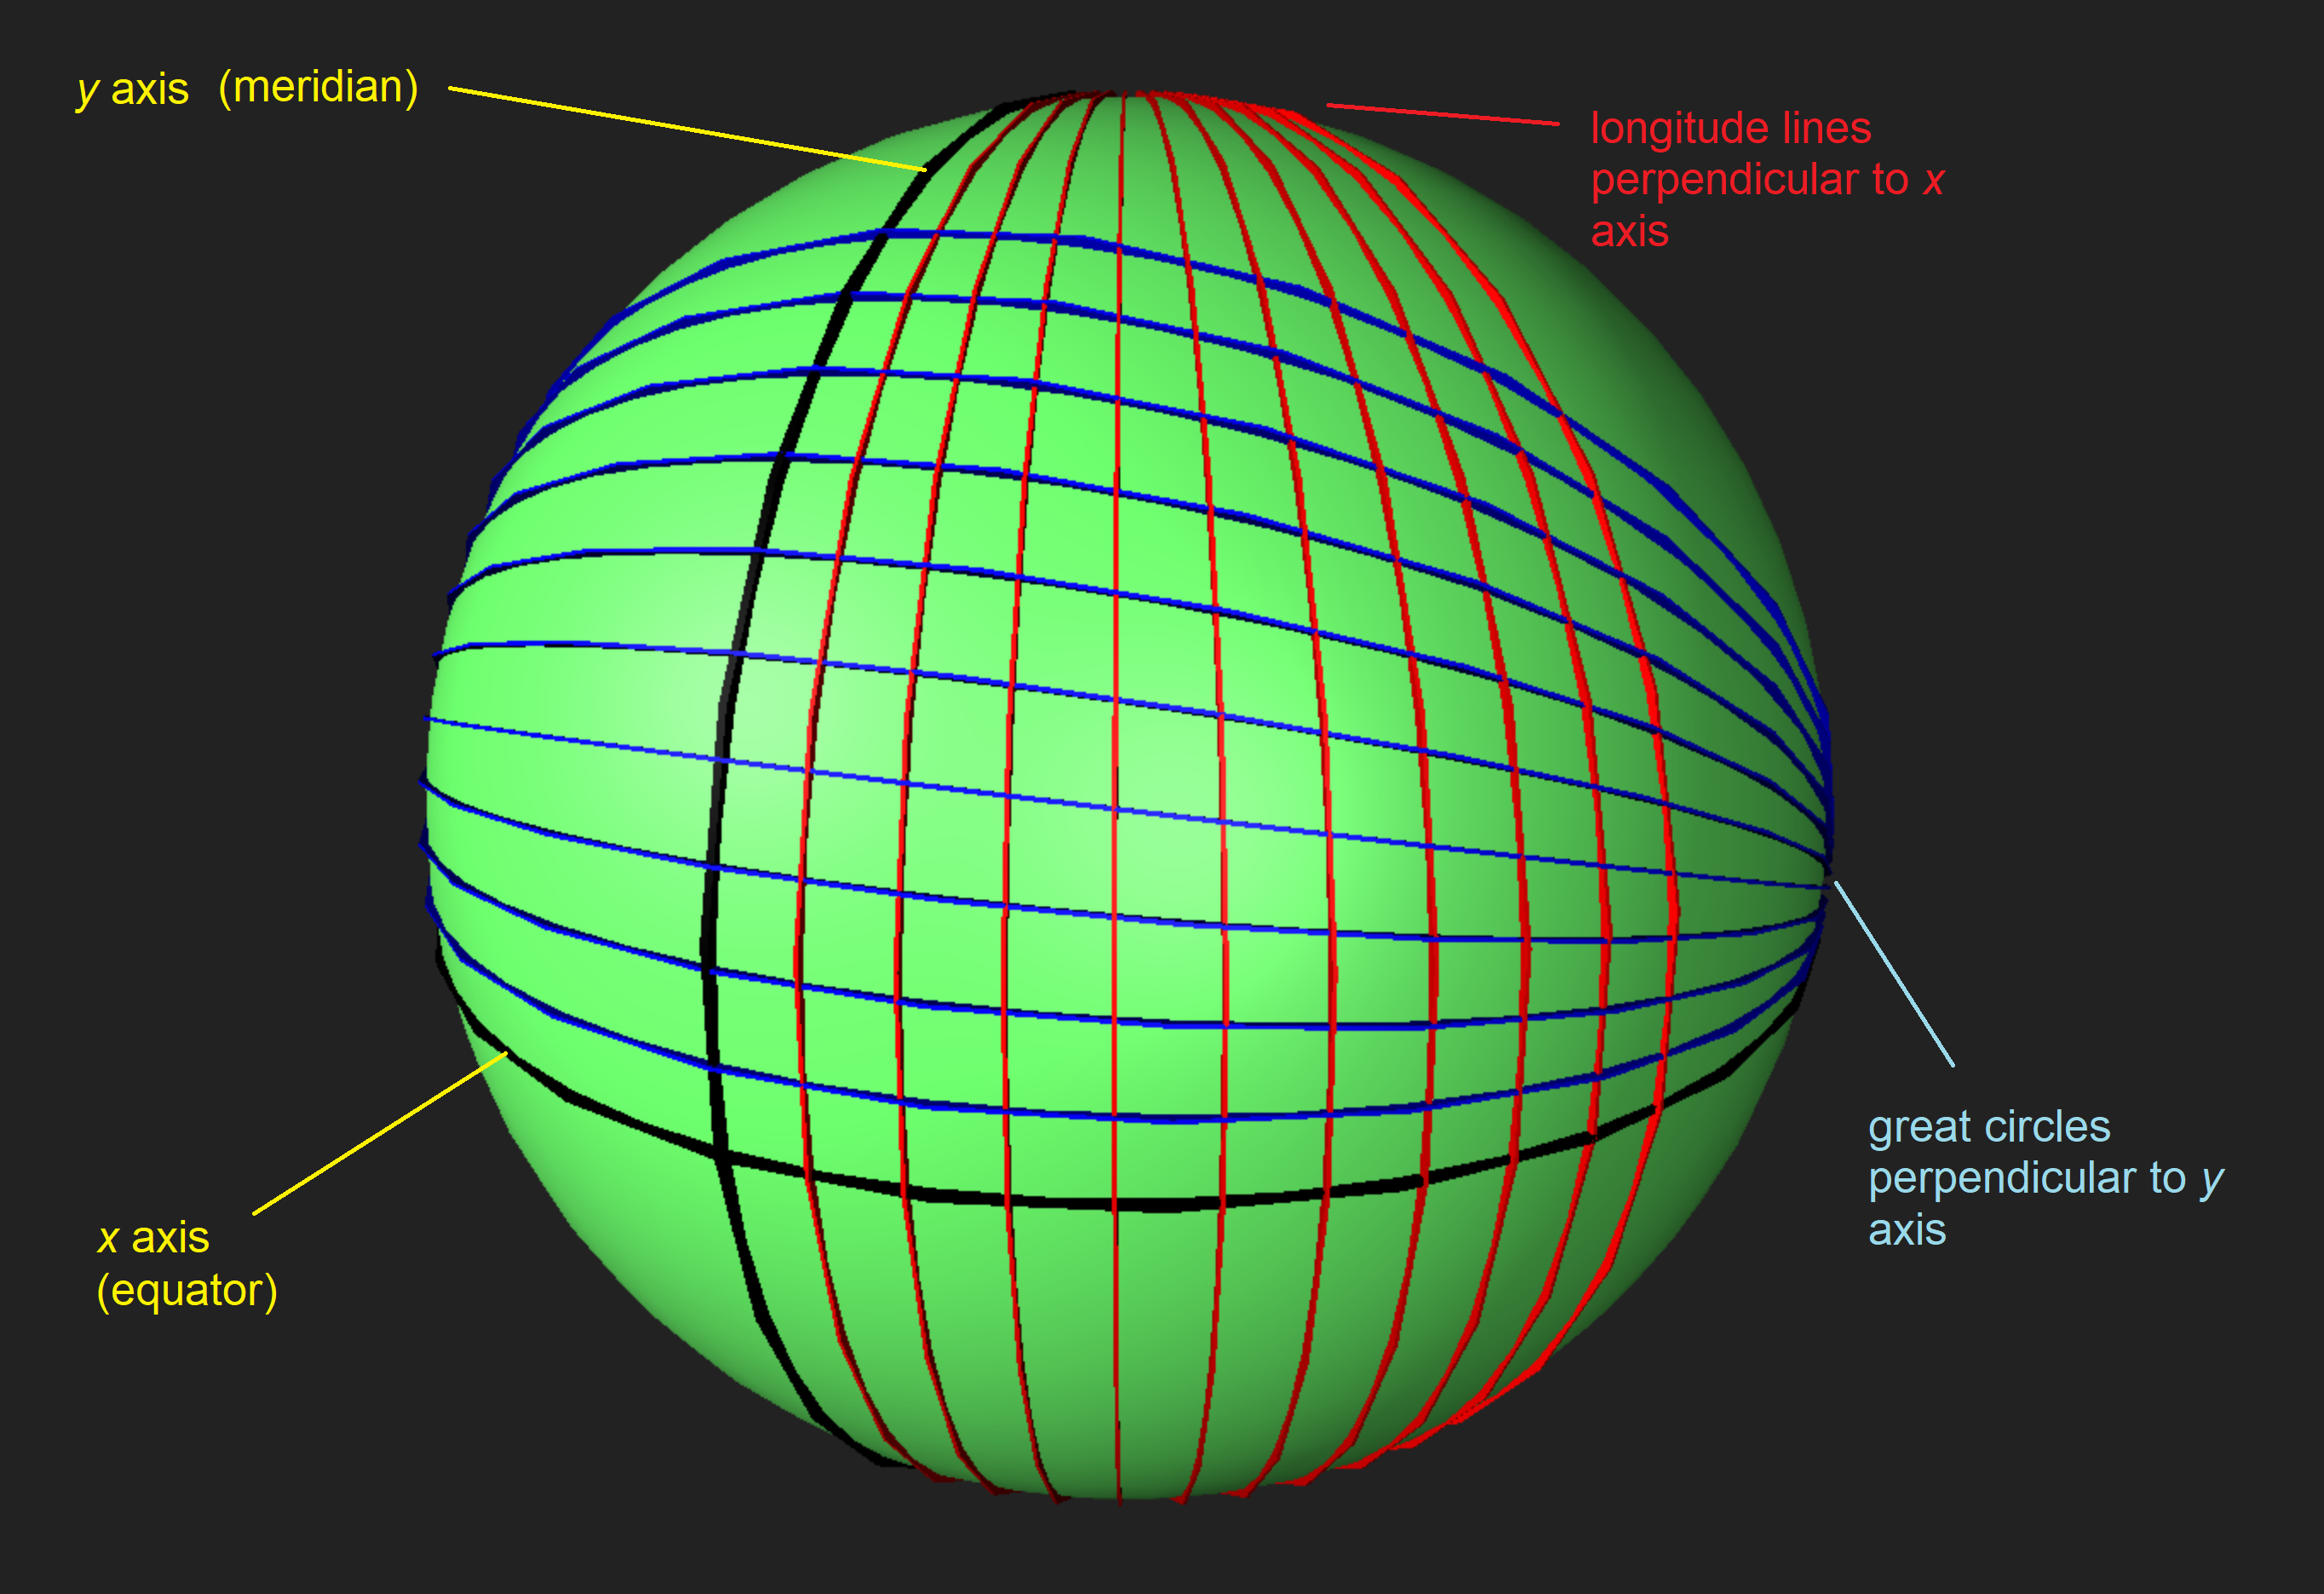 y axis (meridian)
longitude lines
perpendicular to x
axis
great circles
perpendicular to y
axis
x axis
(equator)